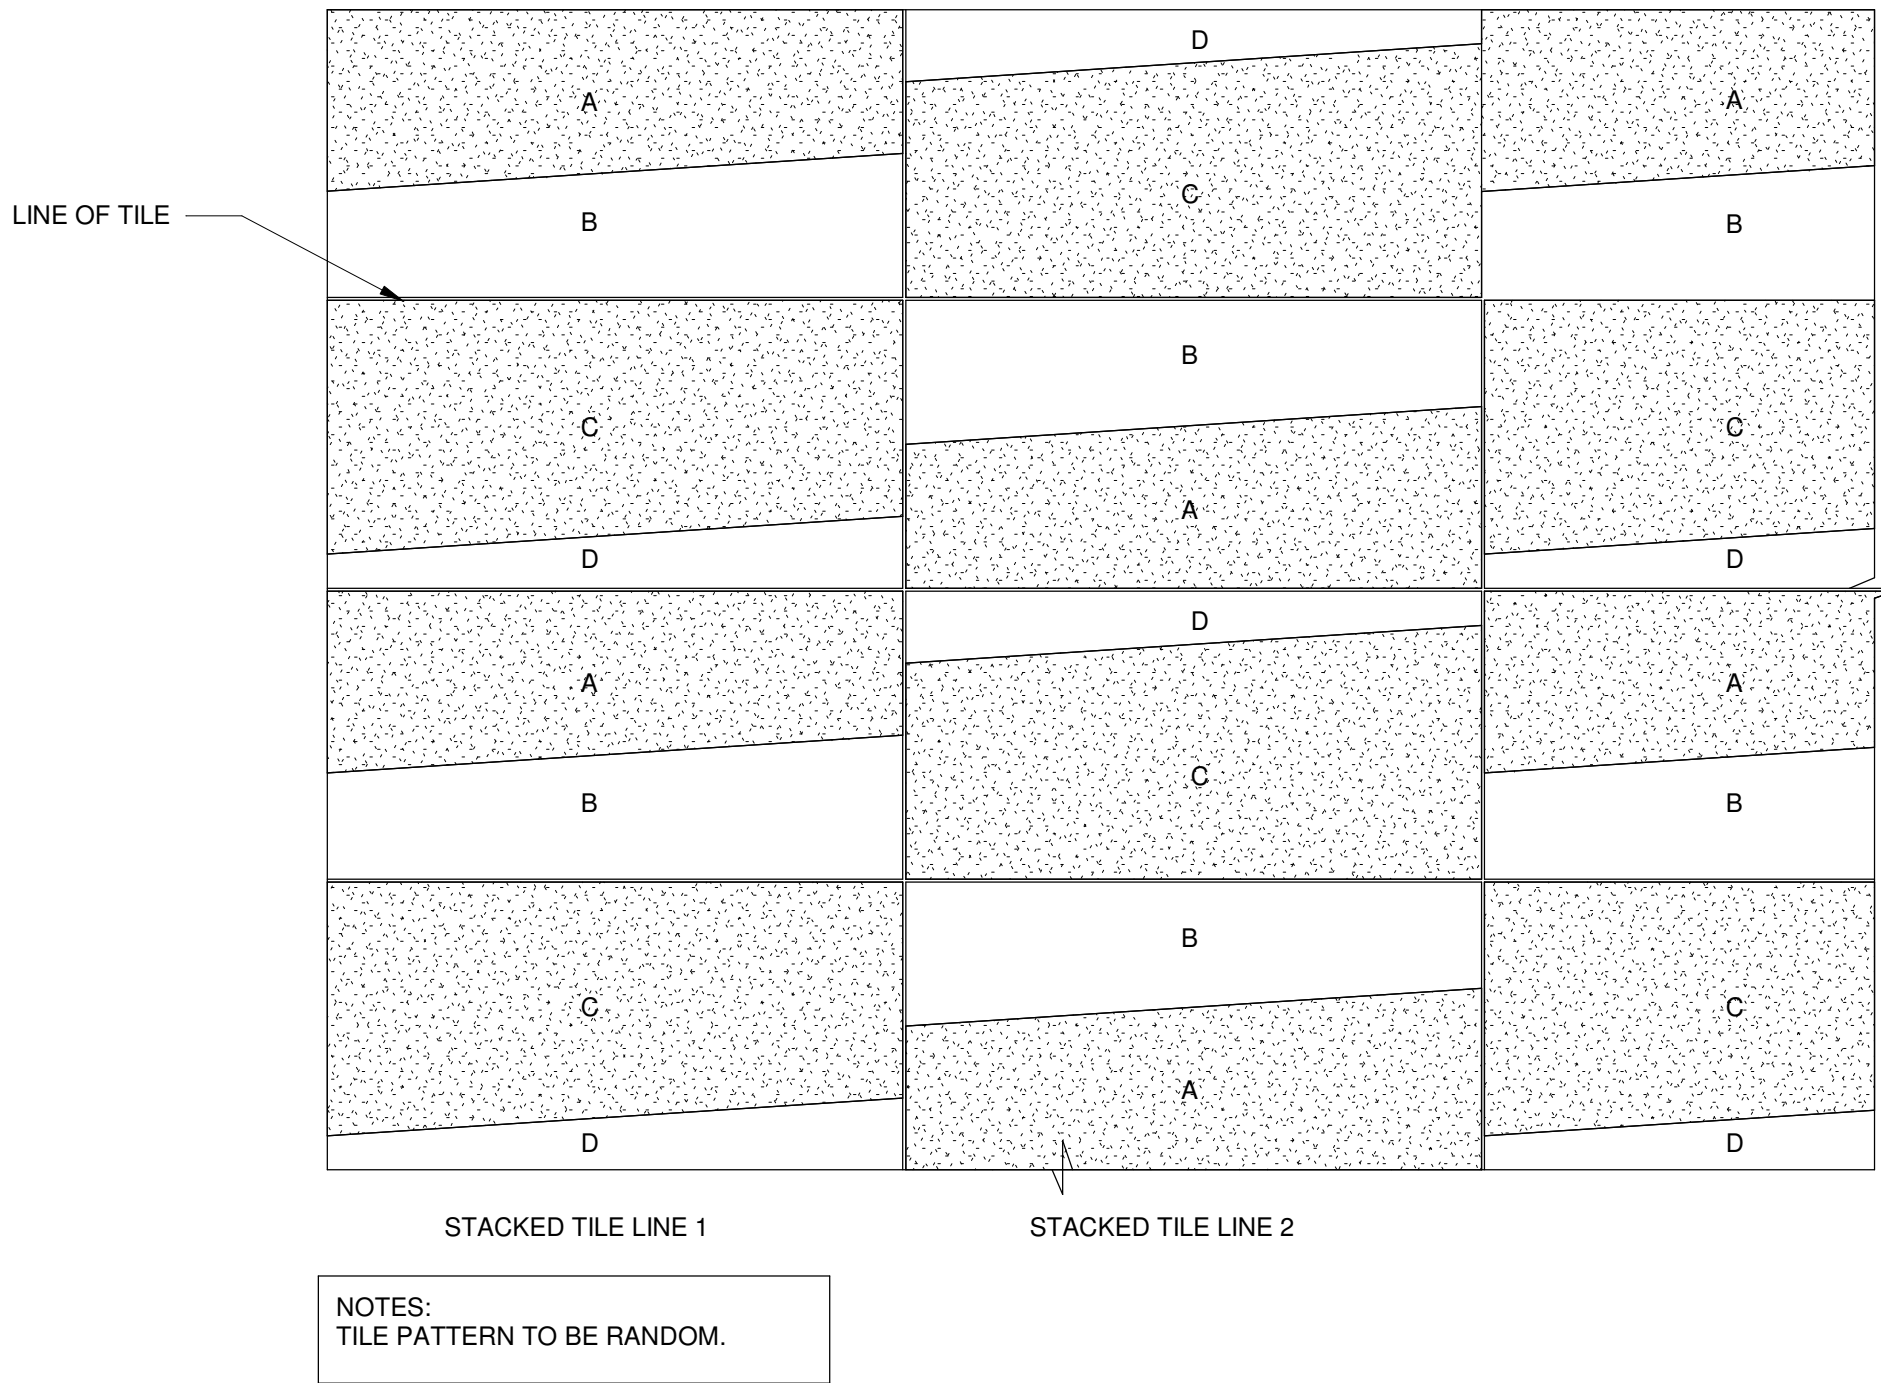 D
A
A
C
LINE OF TILE
B
B
B
C
C
A
D
D
D
A
A
C
B
B
B
C
C
A
D
D
STACKED TILE LINE 1
STACKED TILE LINE 2
NOTES:
TILE PATTERN TO BE RANDOM.